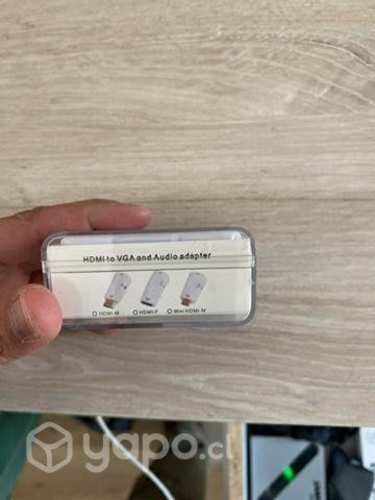 HDMI to VGA and Audio adapter
HDMI-M HDMI-F Mini HDMI-M
yapo.cl